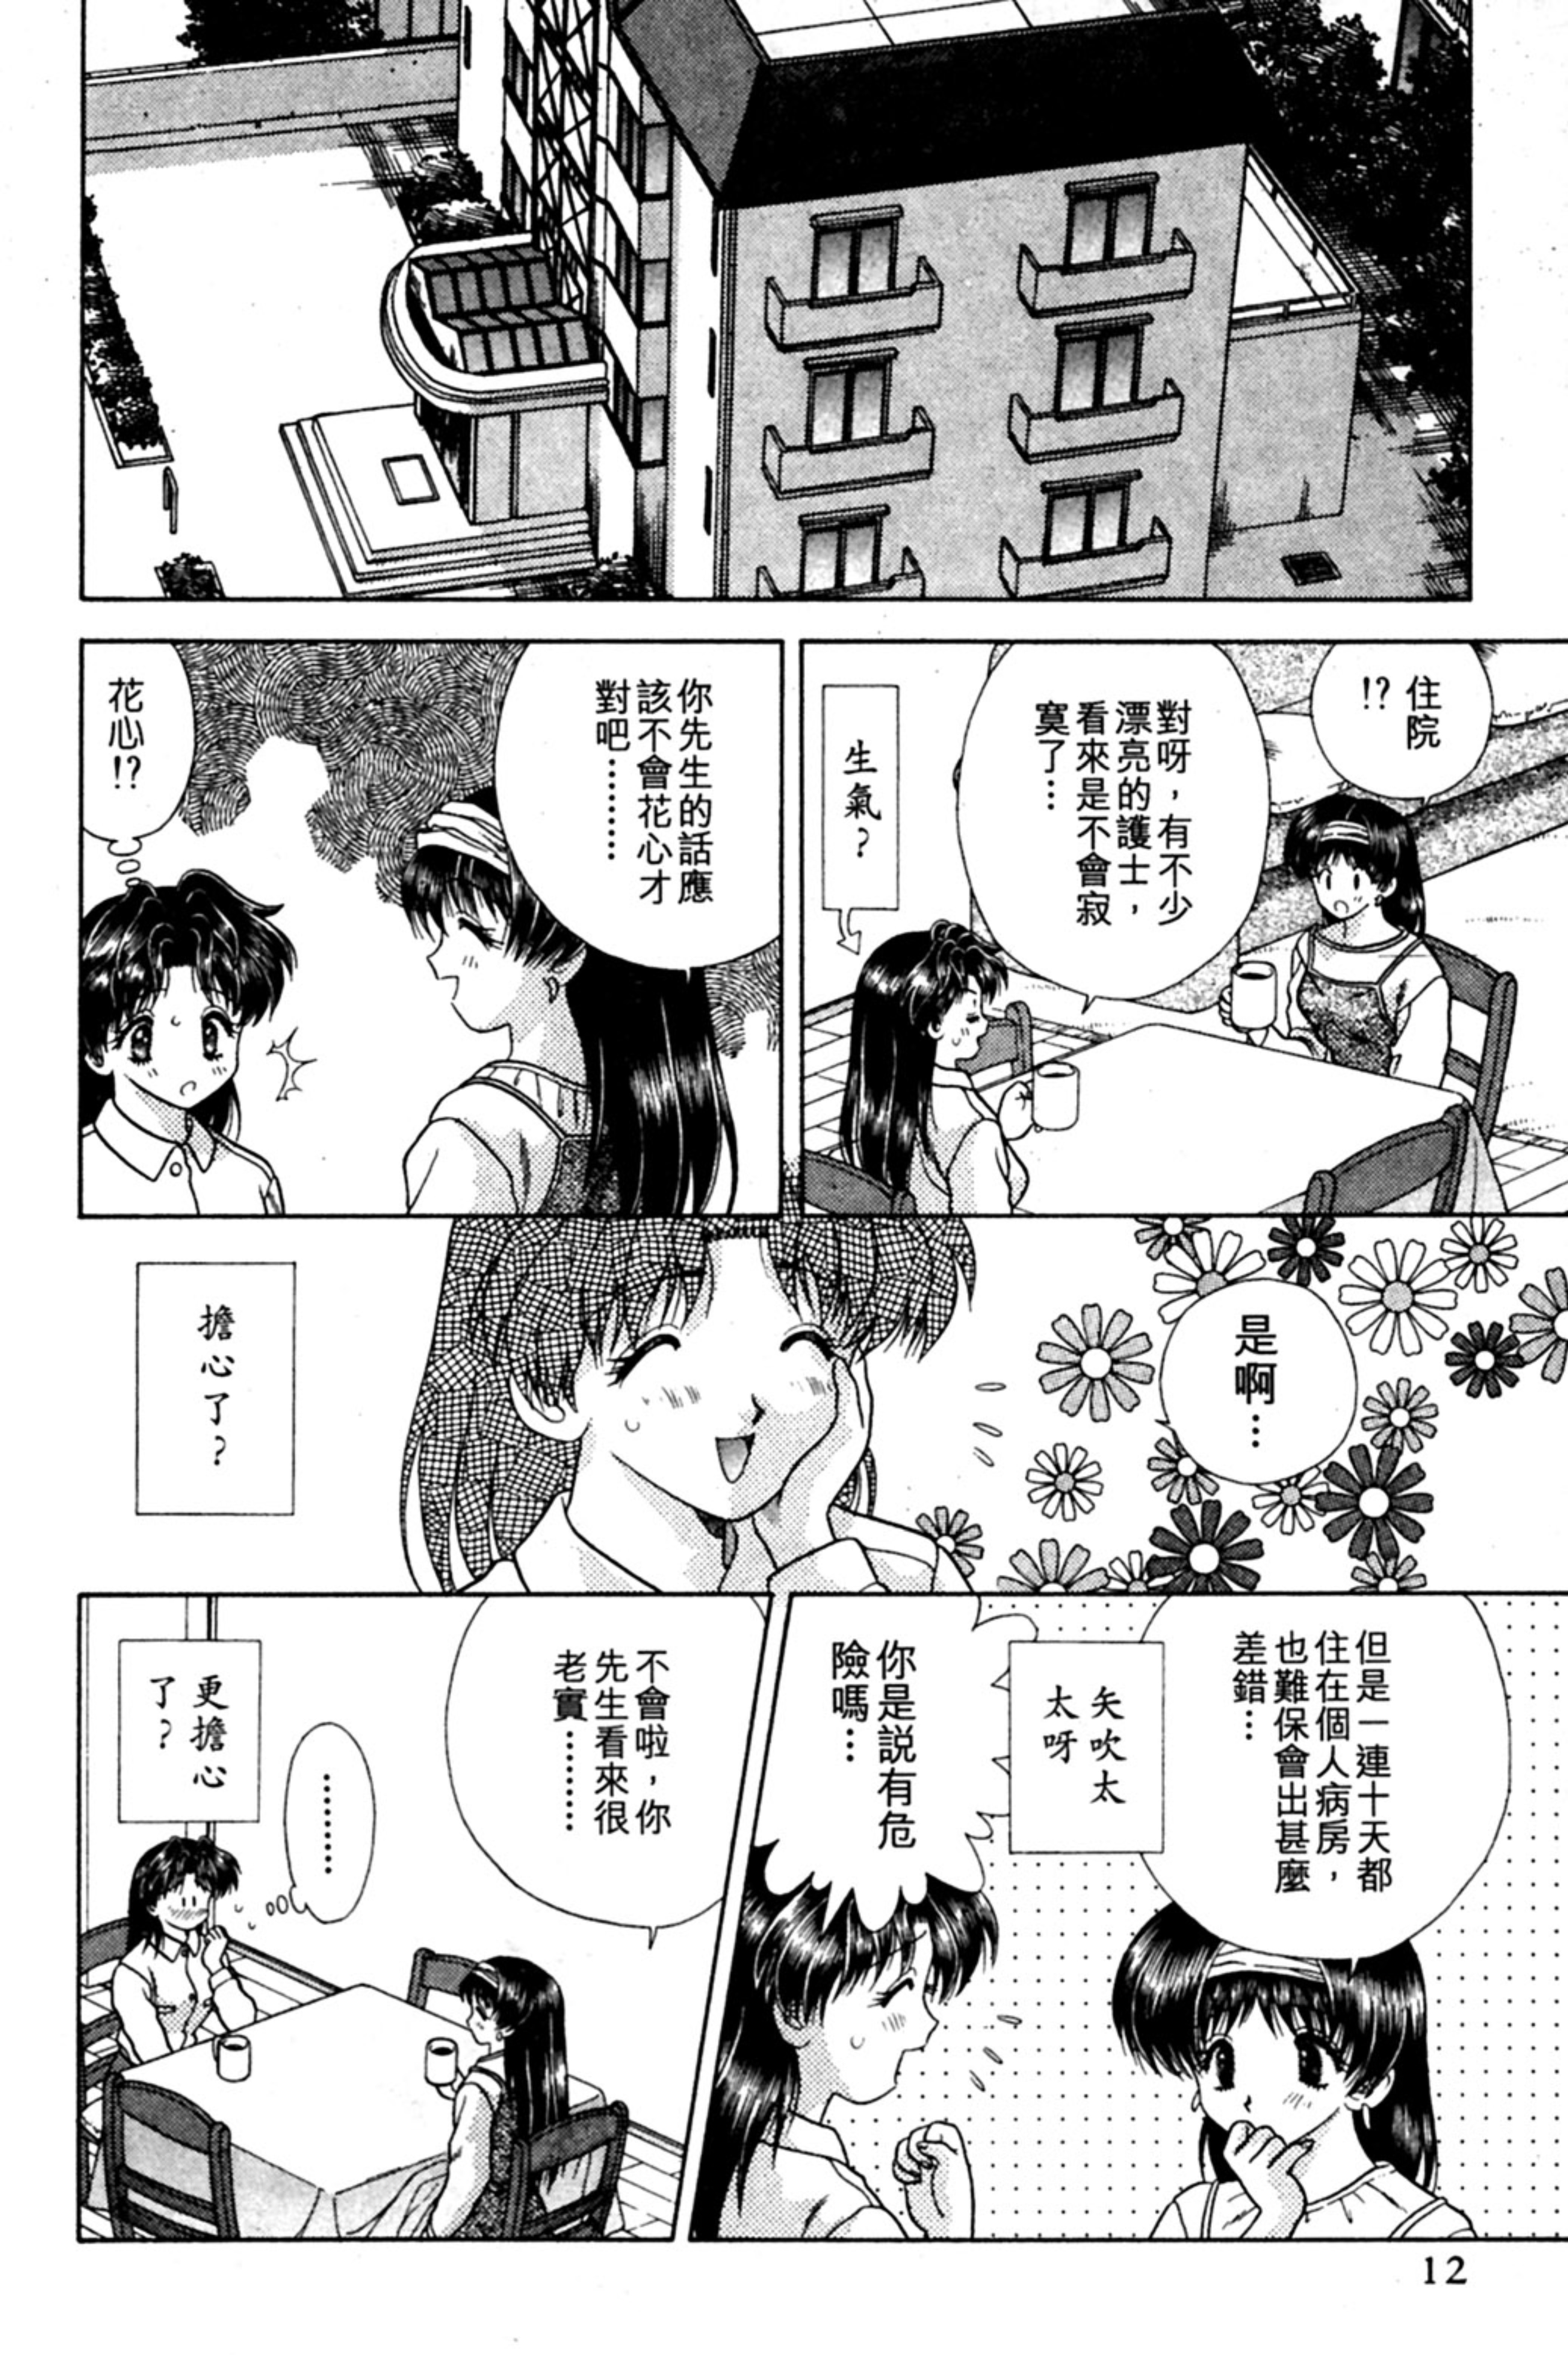 住院
!?
對呀，有不少
漂亮的護士，
看來是不會寂
寞了…
生氣？
你先生的話應
該不會花心才
對吧………
花心!?
是啊…
擔心了？
但是一連十天都
住在個人病房，
也難保會出甚麼
差錯…
矢吹太
太呀
你是説有危
險嗎…
不會啦，你
先生看來很
老實………
………
更擔心
了？
12